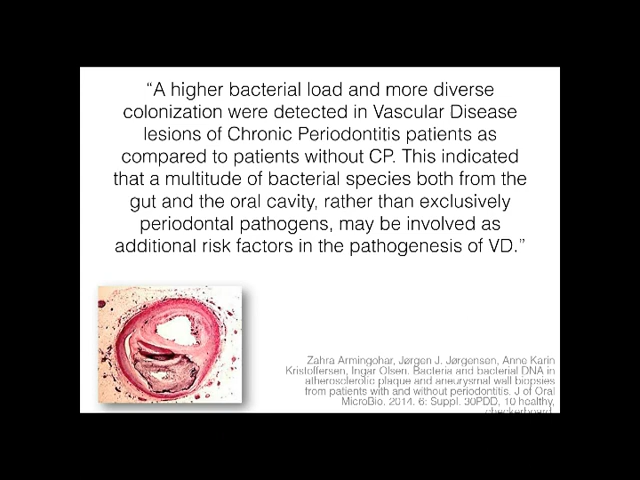 “A higher bacterial load and more diverse
colonization were detected in Vascular Disease
lesions of Chronic Periodontitis patients as
compared to patients without CP. This indicated
that a multitude of bacterial species both from the
gut and the oral cavity, rather than exclusively
periodontal pathogens, may be involved as
additional risk factors in the pathogenesis of VD.”
Zahra Armingohar, Jørgen J. Jørgensen, Anne Karin
Kristoffersen, Ingar Olsen. Bacteria and bacterial DNA in
atherosclerotic plaque and aneurysmal wall biopsies
from patients with and without periodontitis. J of Oral
MicroBio. 2014. 6: Suppl. 30PDD, 10 healthy,
checkerboard.